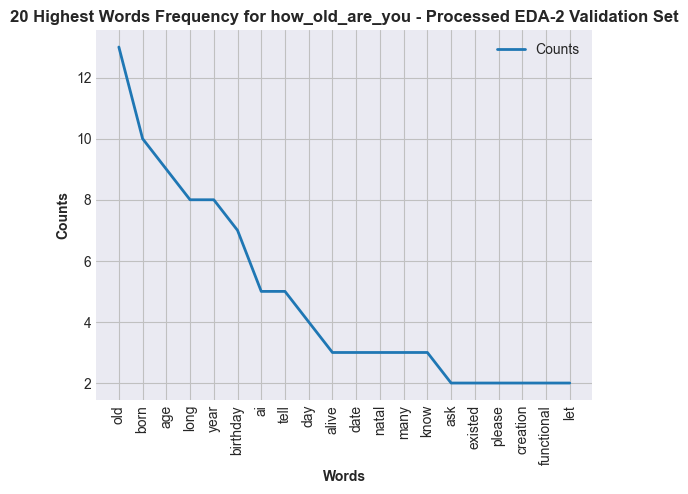 20 Highest Words Frequency for how_old_are_you - Processed EDA-2 Validation Set
Counts
12
10
8
6
4
2
Counts
old
born
age
long
year
birthday
ai
tell
day
alive
date
natal
many
know
ask
existed
please
creation
functional
let
Words